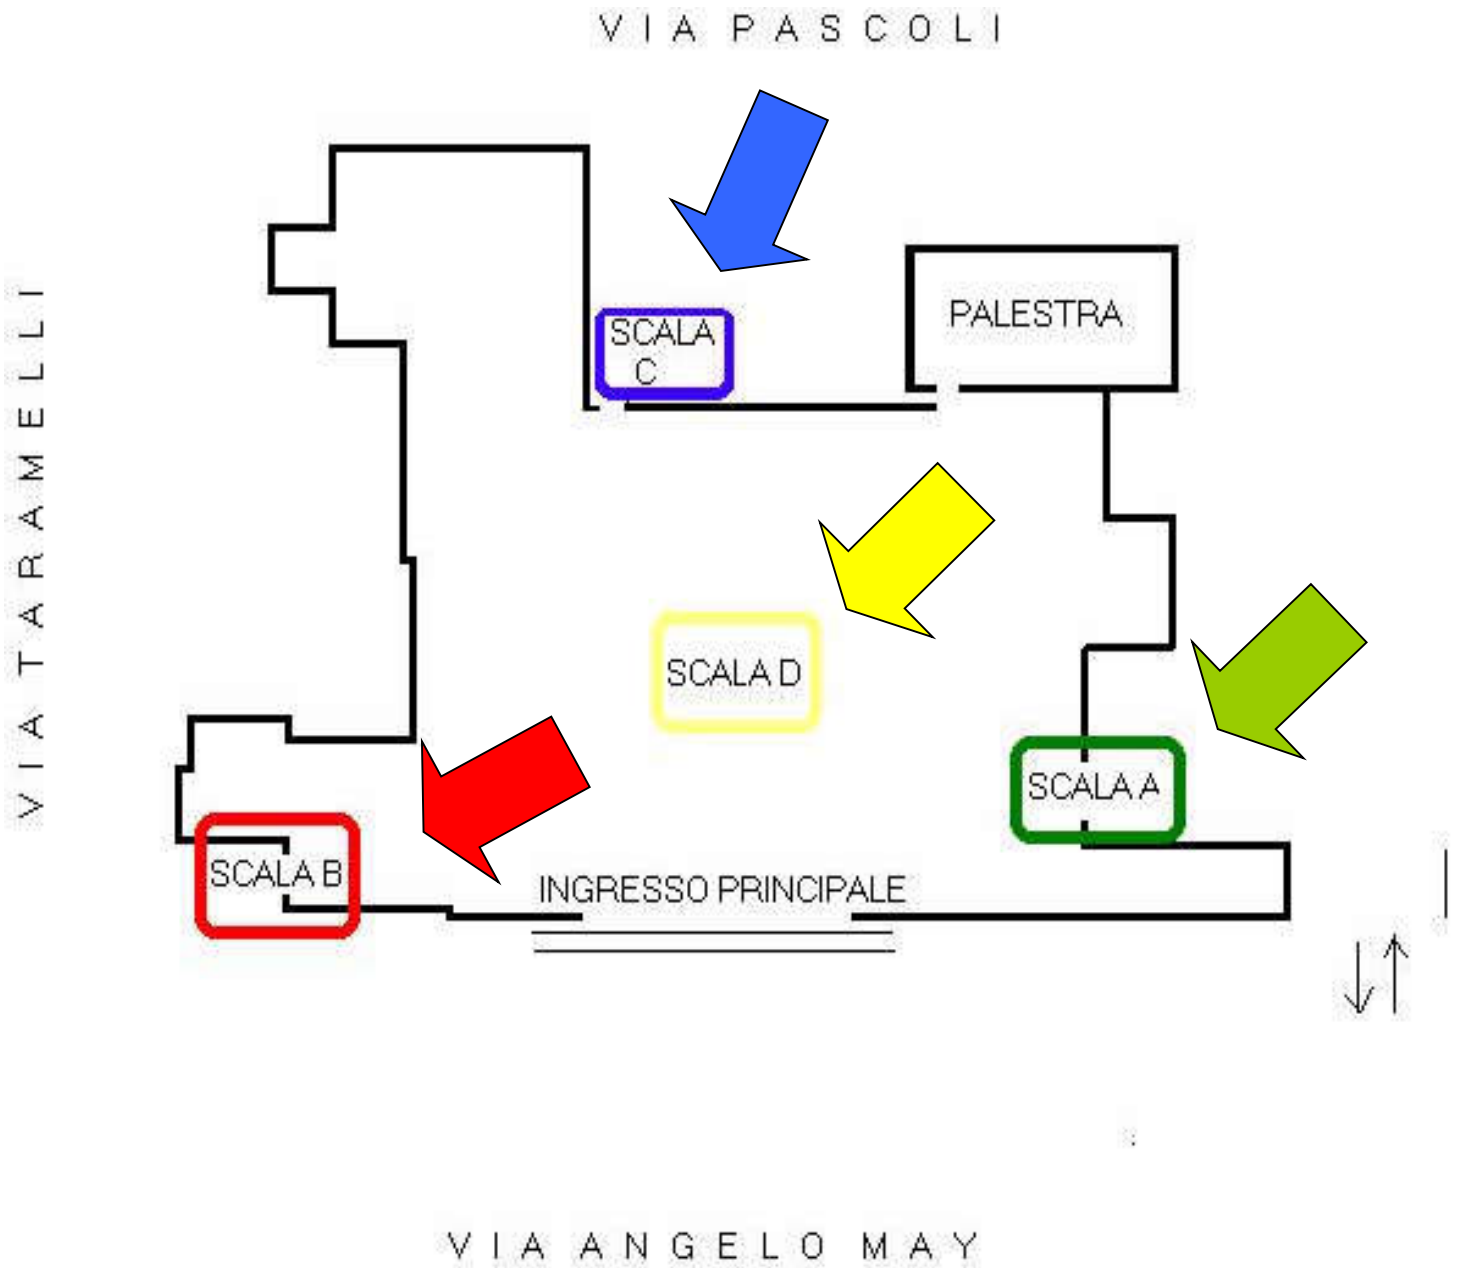 VIA PASCOLI
VIA TARAMELLI
SCALA
C
PALESTRA
SCALA D
SCALA A
SCALA B
INGRESSO PRINCIPALE
VIA ANGELO MAY